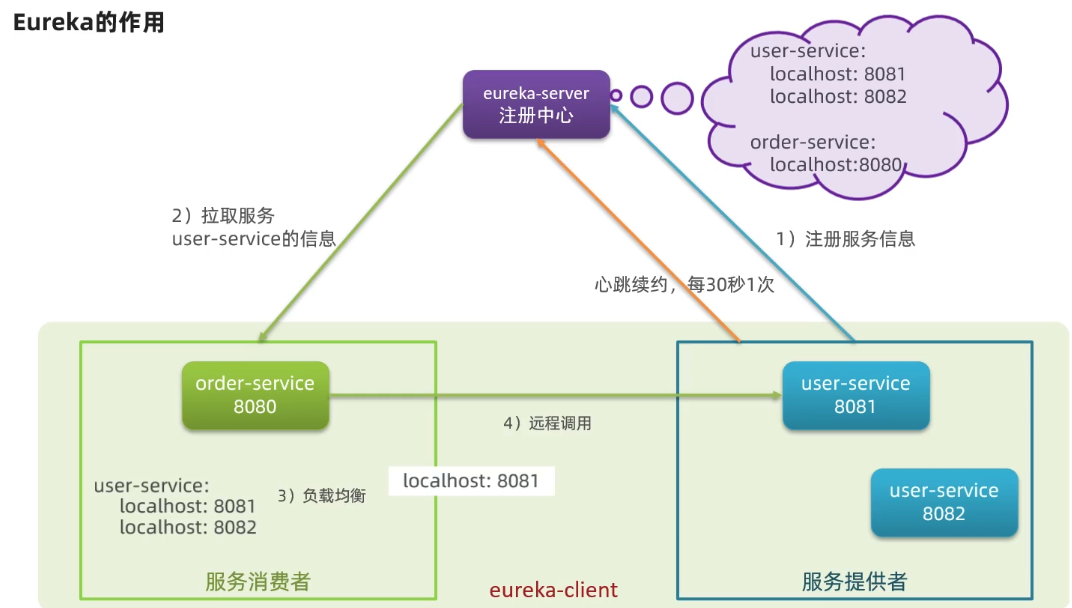 Eureka的作用
eureka-server
注册中心
user-service:
localhost: 8081
localhost: 8082
order-service:
localhost:8080
2）拉取服务
user-service的信息
1）注册服务信息
心跳续约，每30秒1次
order-service
8080
user-service
8081
4）远程调用
localhost: 8081
user-service:
localhost: 8081
localhost: 8082
3）负载均衡
user-service
8082
服务消费者
eureka-client
服务提供者